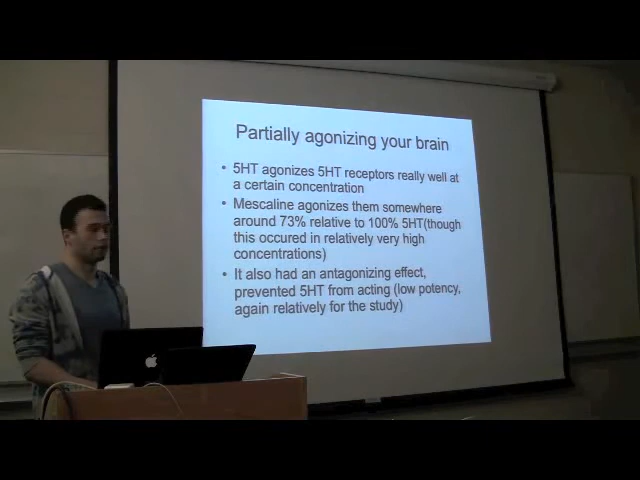 Partially agonizing your brain
• 5HT agonizes 5HT receptors really well at
a certain concentration
• Mescaline agonizes them somewhere
around 73% relative to 100% 5HT(though
this occured in relatively very high
concentrations)
• It also had an antagonizing effect,
prevented 5HT from acting (low potency,
again relatively for the study)